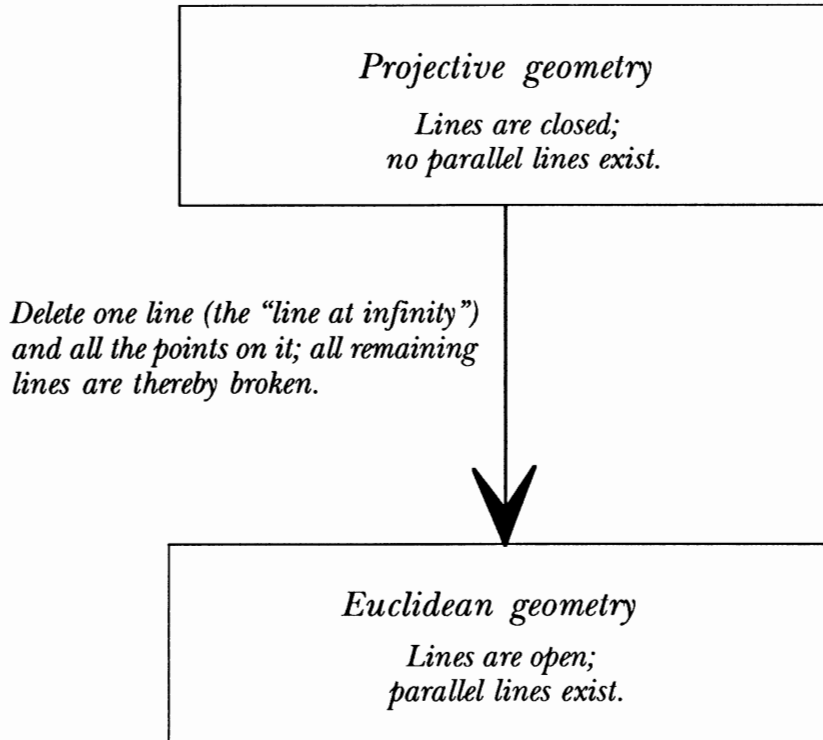 Projective geometry
Lines are closed;
no parallel lines exist.
Delete one line (the “line at infinity”)
and all the points on it; all remaining
lines are thereby broken.
Euclidean geometry
Lines are open;
parallel lines exist.